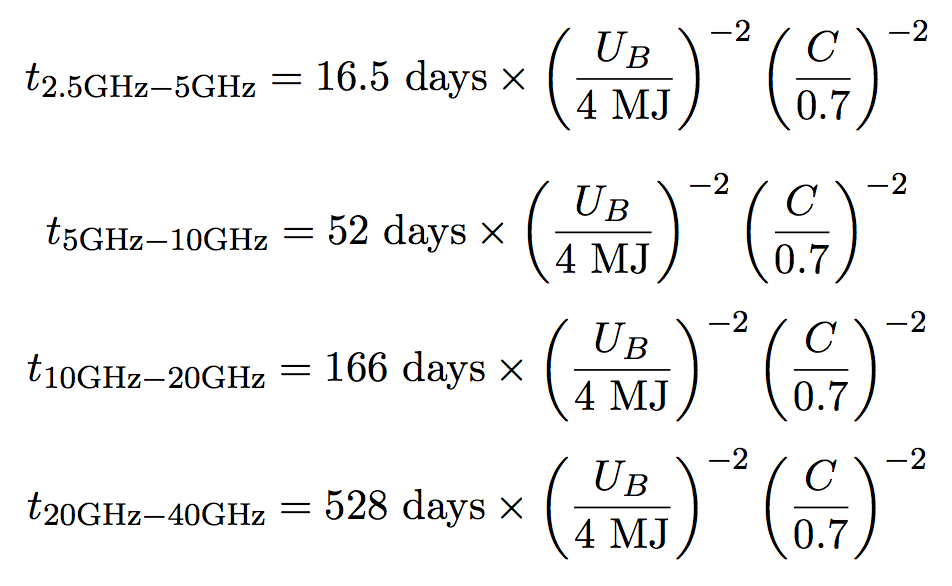 t_{2.5GHz−5GHz} = 16.5 days × (U_B / 4 MJ)^{−2} (C / 0.7)^{−2}
t_{5GHz−10GHz} = 52 days × (U_B / 4 MJ)^{−2} (C / 0.7)^{−2}
t_{10GHz−20GHz} = 166 days × (U_B / 4 MJ)^{−2} (C / 0.7)^{−2}
t_{20GHz−40GHz} = 528 days × (U_B / 4 MJ)^{−2} (C / 0.7)^{−2}